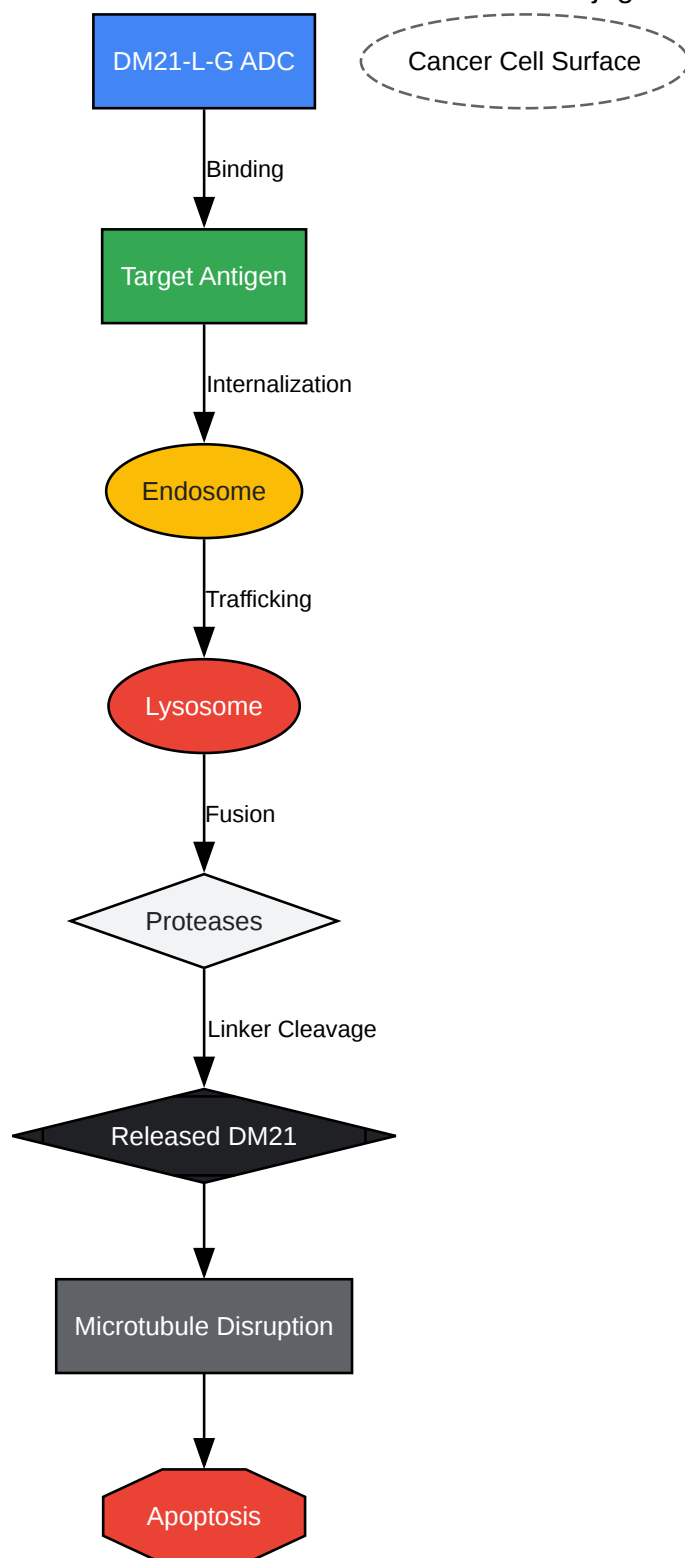 DM21-L-G ADC
Cancer Cell Surface
Binding
Target Antigen
Internalization
Endosome
Trafficking
Lysosome
Fusion
Proteases
Linker Cleavage
Released DM21
Microtubule Disruption
Apoptosis